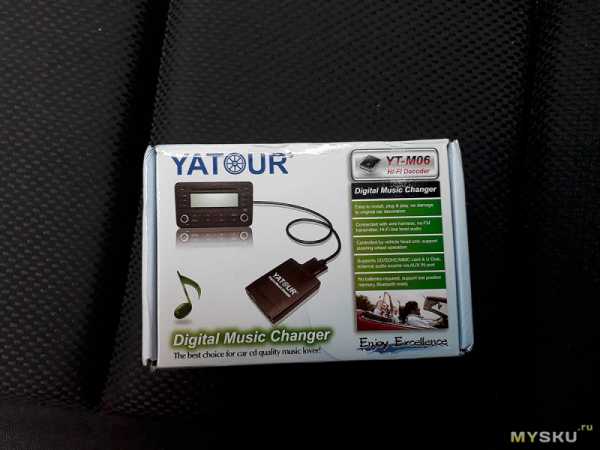 YATOUR
YT-M06
HI-FI Decoder
Digital Music Changer
Easy to install, plug & play, no damage
to original car decoration
Connected with wire harness, no FM
transmitter, Hi-Fi line level audio
Controlled by vehicle head unit, support
steering wheel operation
Supports SD/SDHC/MMC card & U Disk,
external audio source via AUX IN port
No batteries required, support last position
memory, Bluetooth ready
YATOUR
Digital Music Changer
The best choice for car cd quality music lover!
Enjoy Excellence
MYSKU.ru